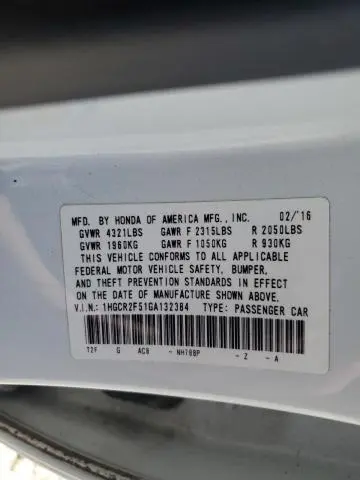 MFD. BY HONDA OF AMERICA MFG., INC. 02/'16
GVWR 4321LBS GAWR F 2315LBS R 2050LBS
GVWR 1960KG GAWR F 1050KG R 930KG
THIS VEHICLE CONFORMS TO ALL APPLICABLE
FEDERAL MOTOR VEHICLE SAFETY, BUMPER,
AND THEFT PREVENTION STANDARDS IN EFFECT
ON THE DATE OF MANUFACTURE SHOWN ABOVE.
V.I.N.: 1HGCR2F51GA132384 TYPE: PASSENGER CAR
T2F G AC8 - NH788P - Z - A